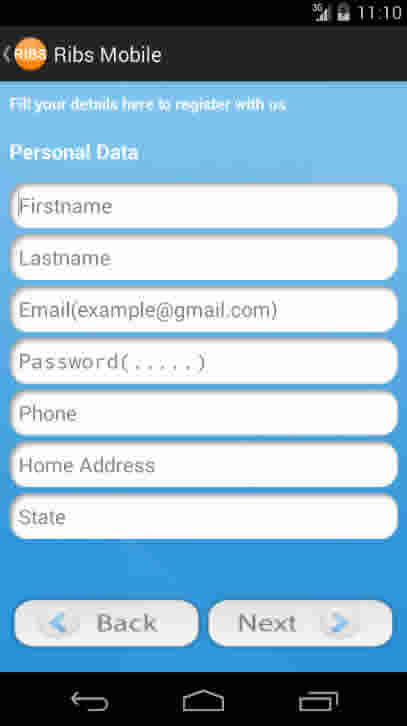 3G 11:10
RIBS Ribs Mobile
Fill your details here to register with us
Personal Data
Firstname
Lastname
Email(example@gmail.com)
Password(.....)
Phone
Home Address
State
Back Next